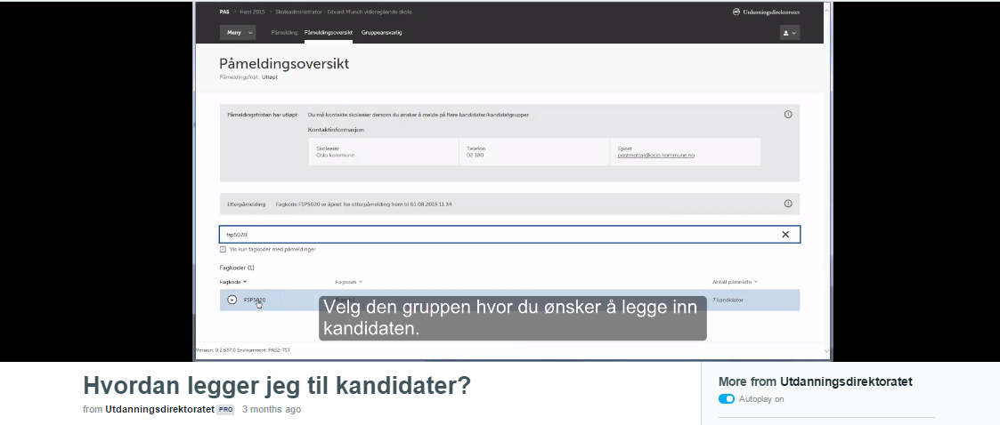 PAS Høst 2015 Skoleadministrator - Edvard Munch videregående skole
Utdanningsdirektoratet
Meny Påmelding: Påmeldingsoversikt Gruppeansvarlig
Påmeldingsoversikt
Påmeldingsfrist: Utløpt
Påmeldingsfristen har utløpt Du må kontakte skoleeier dersom du ønsker å melde på flere kandidater/kandidatgrupper
Kontaktinformasjon
Skoleeier Telefon Epost
Oslo kommune 02 180 postmottak@oslo.kommune.no
Etterpåmelding Fagkode FSP5020 er åpnet for etterpåmelding frem til 01.08.2015 11.34
fsp5020
Vis kun fagkoder med påmeldinger
Fagkoder (1)
Fagkode Fagnavn Antall påmeldte
FSP5020 7 kandidater
Velg den gruppen hvor du ønsker å legge inn
kandidaten.
Version: 0.2.637.0 Environment: PAS2-TST
Hvordan legger jeg til kandidater?
from Utdanningsdirektoratet PRO 3 months ago
More from Utdanningsdirektoratet
Autoplay on